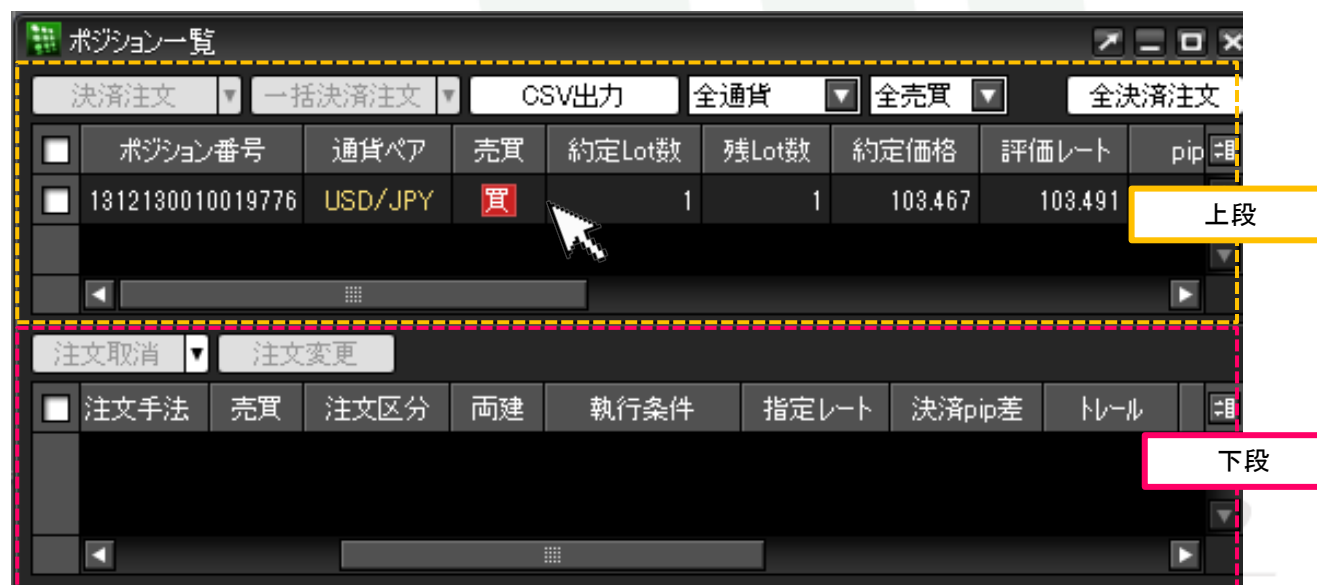 ポジション一覧
決済注文 一括決済注文 CSV出力 全通貨 全売買 全決済注文
ポジション番号 通貨ペア 売買 約定Lot数 残Lot数 約定価格 評価レート pip
1312130010019776 USD/JPY 買 1 1 103.467 103.491
上段
注文取消 注文変更
注文手法 売買 注文区分 両建 執行条件 指定レート 決済pip差 トレール
下段